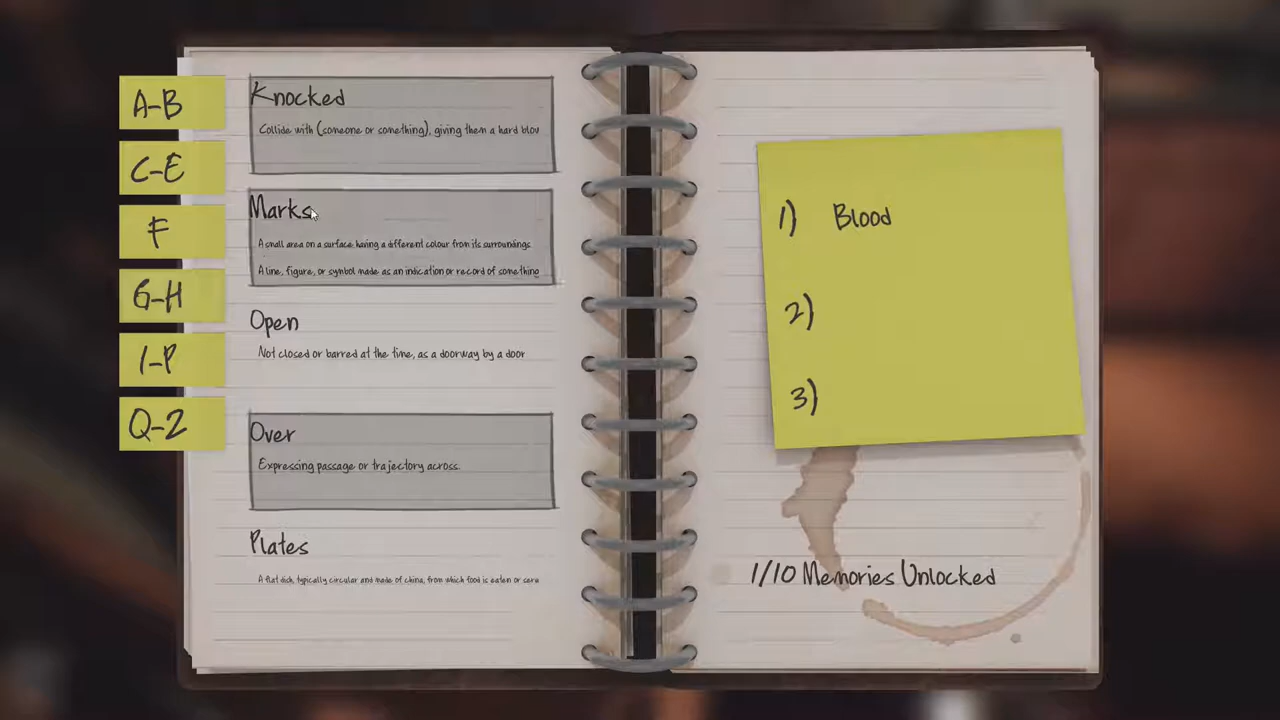 A-B
C-E
F
G-H
I-P
Q-Z
Knocked
Collide with (someone or something), giving them a hard blow
Marks
A small area on a surface having a different colour from its surroundings.
A line, figure, or symbol made as an indication or record of something
Open
Not closed or barred at the time, as a doorway by a door
Over
Expressing passage or trajectory across.
Plates
A flat dish, typically circular and made of china, from which food is eaten or
1) Blood
2)
3)
1/10 Memories Unlocked